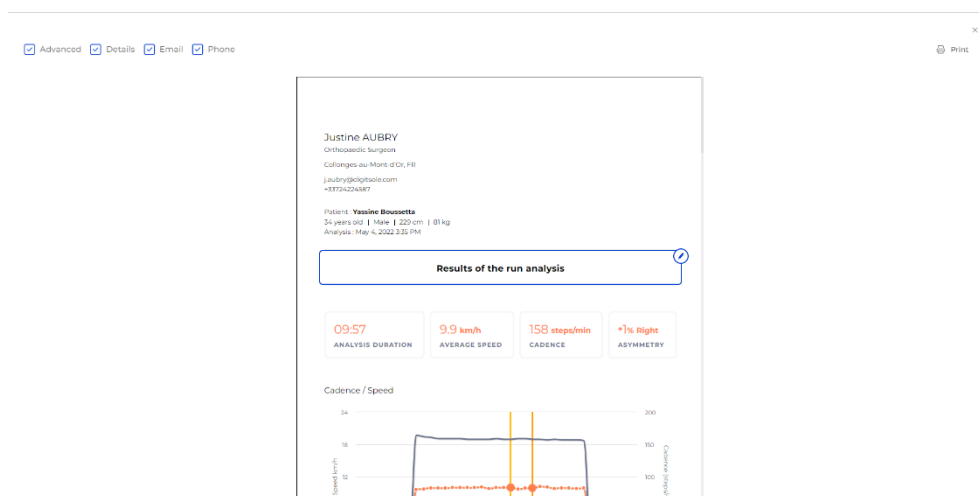 ×
Advanced Details Email Phone Print
Justine AUBRY
Orthopaedic Surgeon
Collonges-au-Mont-d'Or, FR
j.aubry@digitsole.com
+33724224587
Patient : Yassine Boussetta
34 years old | Male | 229 cm | 81 kg
Analysis : May 4, 2022 3:35 PM
Results of the run analysis
09:57 9.9 km/h 158 steps/min +1% Right
ANALYSIS DURATION AVERAGE SPEED CADENCE ASYMMETRY
Cadence / Speed
24 200
18 150
12 100
Speed km/h
Cadence